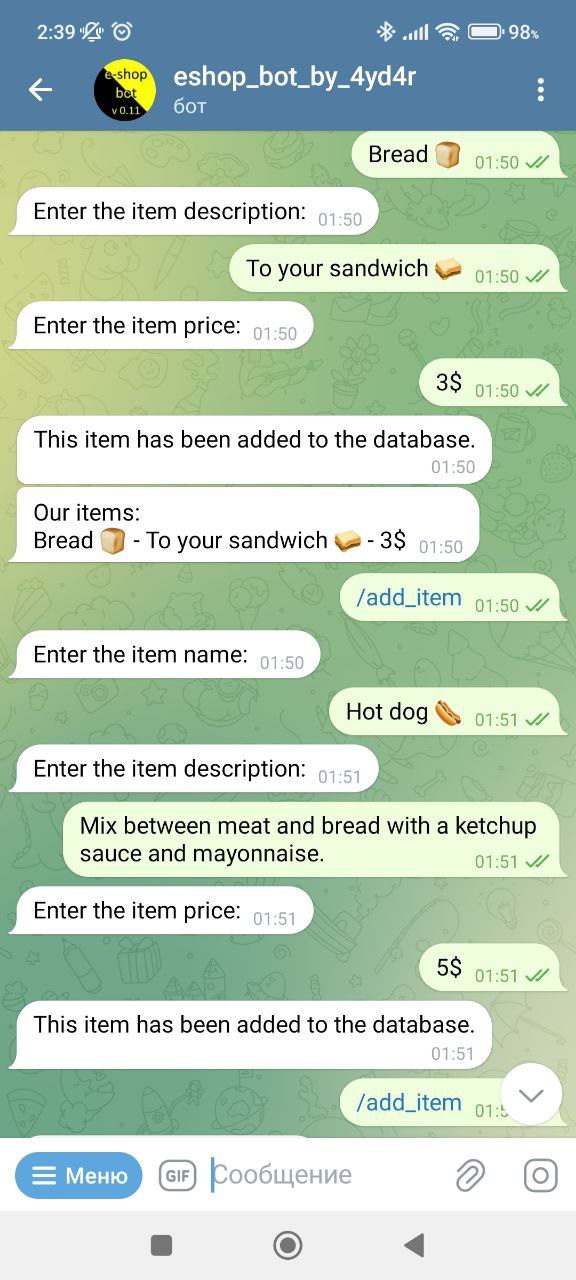 2:39
98%
e-shop
bot
v 0.11
eshop_bot_by_4yd4r
бот
Bread 🍞 01:50
Enter the item description: 01:50
To your sandwich 🥪 01:50
Enter the item price: 01:50
3$ 01:50
This item has been added to the database.
01:50
Our items:
Bread 🍞 - To your sandwich 🥪 - 3$ 01:50
/add_item 01:50
Enter the item name: 01:50
Hot dog 🌭 01:51
Enter the item description: 01:51
Mix between meat and bread with a ketchup
sauce and mayonnaise. 01:51
Enter the item price: 01:51
5$ 01:51
This item has been added to the database.
01:51
/add_item
Меню
GIF
Сообщение